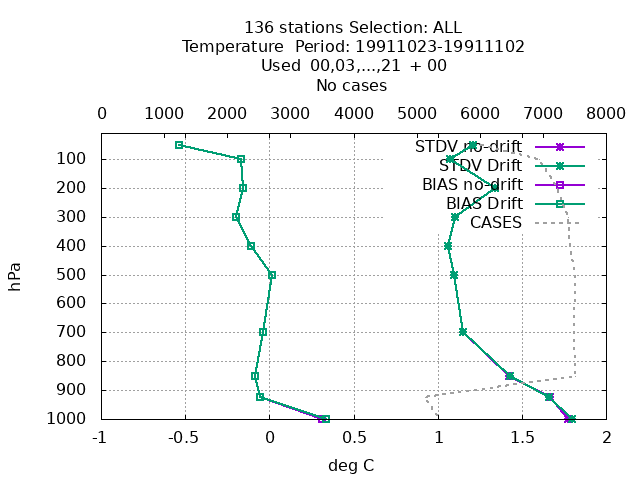 136 stations Selection: ALL
Temperature Period: 19911023-19911102
Used 00,03,...,21 + 00
No cases
0 1000 2000 3000 4000 5000 6000 7000 8000
STDV no-drift
STDV Drift
BIAS no-drift
BIAS Drift
CASES
100
200
300
400
500
600
700
800
900
1000
hPa
-1 -0.5 0 0.5 1 1.5 2
deg C